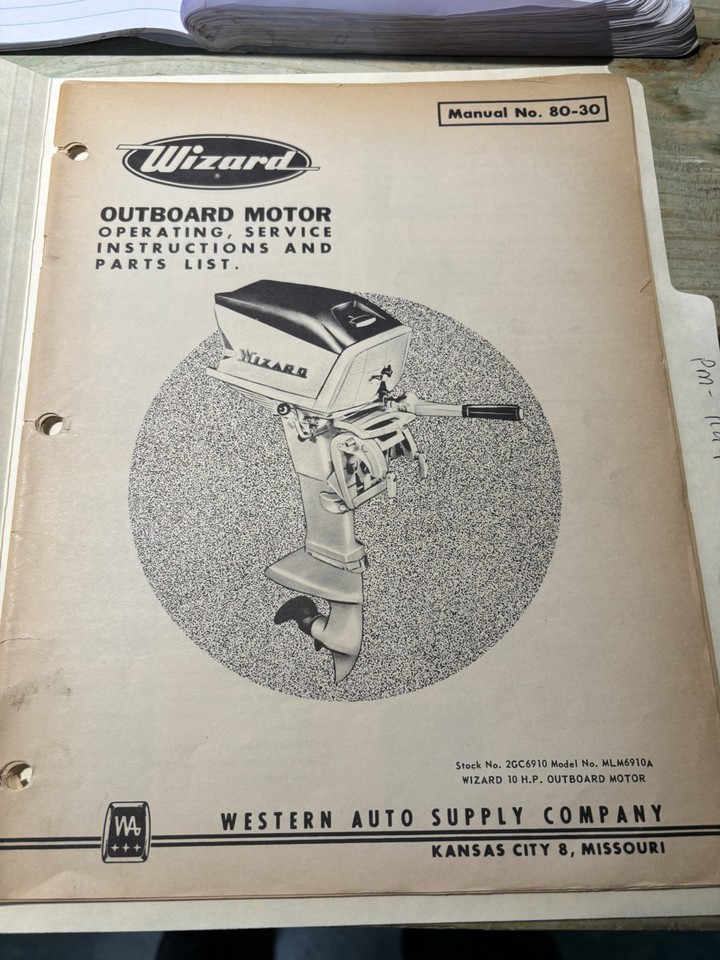 Manual No. 80-30
Wizard
OUTBOARD MOTOR
OPERATING, SERVICE
INSTRUCTIONS AND
PARTS LIST.
WIZARD
Stock No. 2GC6910 Model No. MLM6910A
WIZARD 10 H.P. OUTBOARD MOTOR
WA
WESTERN AUTO SUPPLY COMPANY
KANSAS CITY 8, MISSOURI